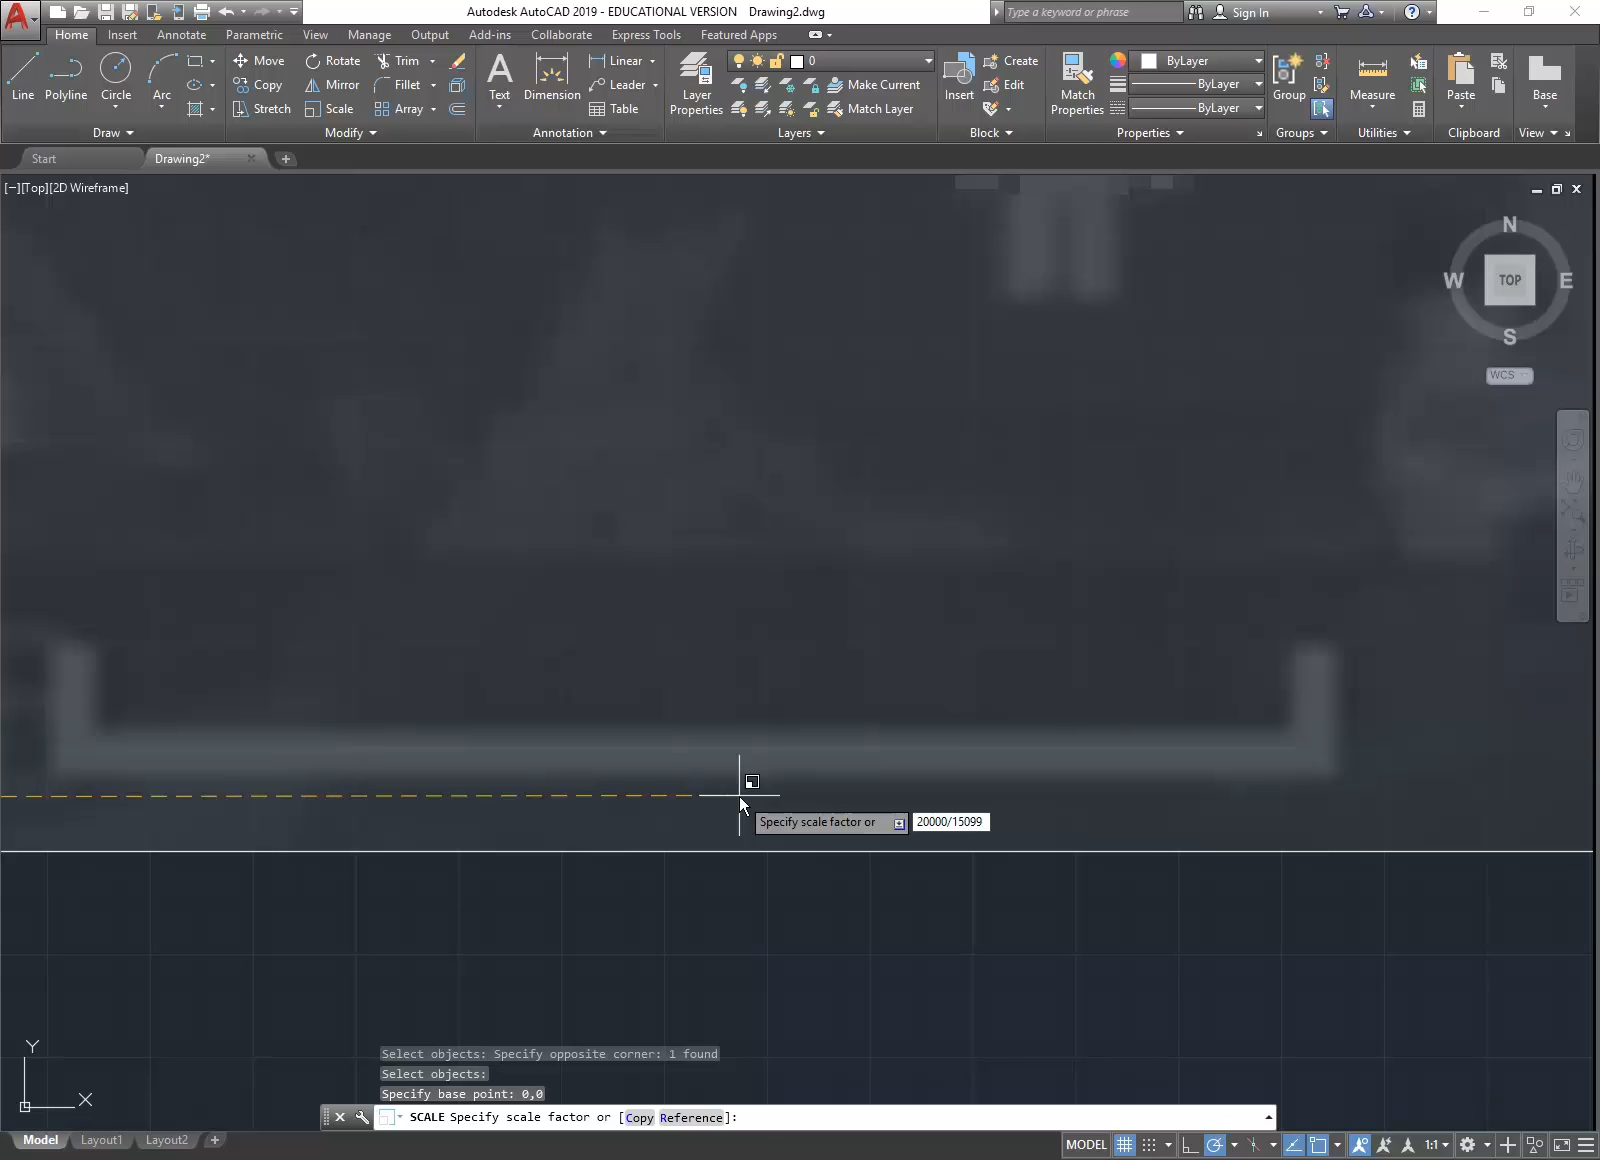 Autodesk AutoCAD 2019 - EDUCATIONAL VERSION Drawing2.dwg
Type a keyword or phrase
Sign In
Home Insert Annotate Parametric View Manage Output Add-ins Collaborate Express Tools Featured Apps
Line Polyline Circle Arc
Draw
Move Rotate Trim
Copy Mirror Fillet
Stretch Scale Array
Modify
Text Dimension
Linear
Leader
Table
Annotation
Layer Properties
0
Make Current
Match Layer
Layers
Insert
Create
Edit
Block
Match Properties
ByLayer
ByLayer
ByLayer
Properties
Group
Groups
Measure
Utilities
Paste
Clipboard
Base
View
Start Drawing2*
[−][Top][2D Wireframe]
N
W TOP E
S
WCS
Specify scale factor or 20000/15099
Y
X
Select objects: Specify opposite corner: 1 found
Select objects:
Specify base point: 0,0
SCALE Specify scale factor or [Copy Reference]:
Model Layout1 Layout2
MODEL 1:1